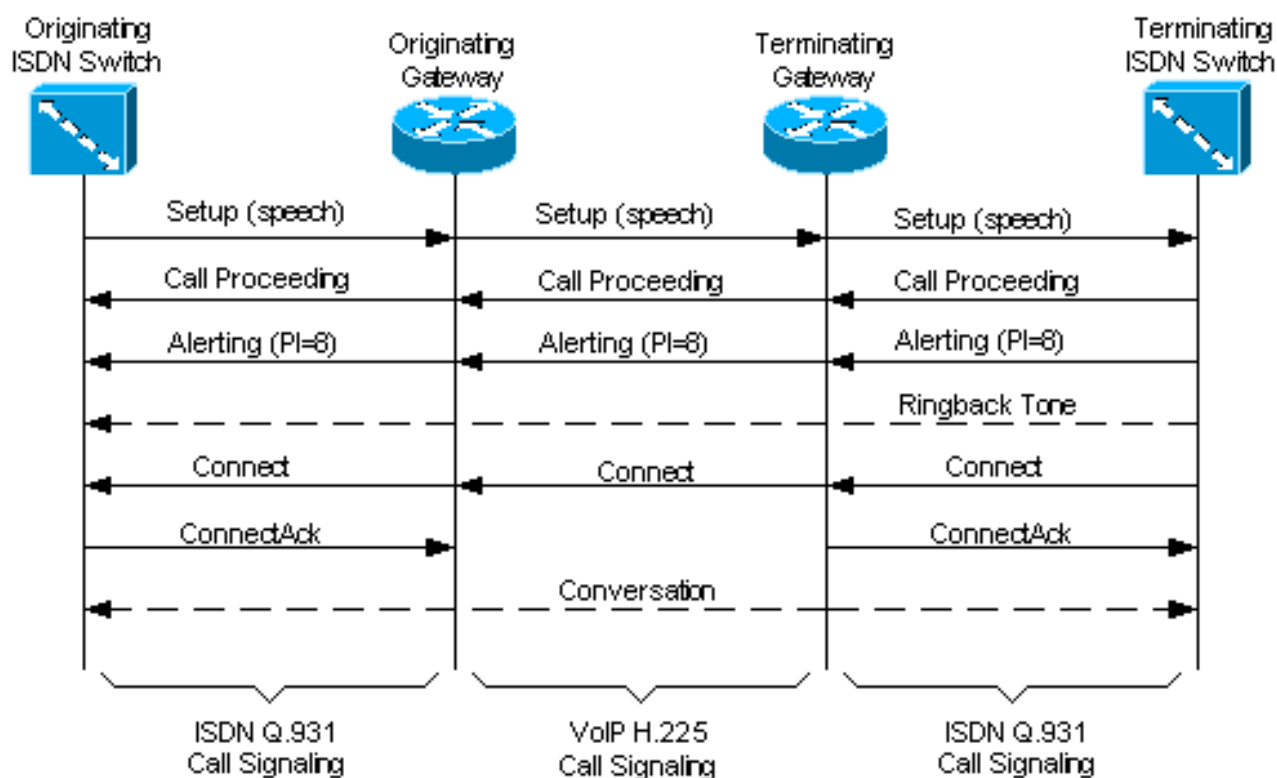 Originating
ISDN Switch
Originating
Gateway
Terminating
Gateway
Terminating
ISDN Switch
Setup (speech)
Setup (speech)
Setup (speech)
Call Proceeding
Call Proceeding
Call Proceeding
Alerting (PI=8)
Alerting (PI=8)
Alerting (PI=8)
Ringback Tone
Connect
Connect
Connect
ConnectAck
ConnectAck
Conversation
ISDN Q.931
Call Signaling
VoIP H.225
Call Signaling
ISDN Q.931
Call Signaling